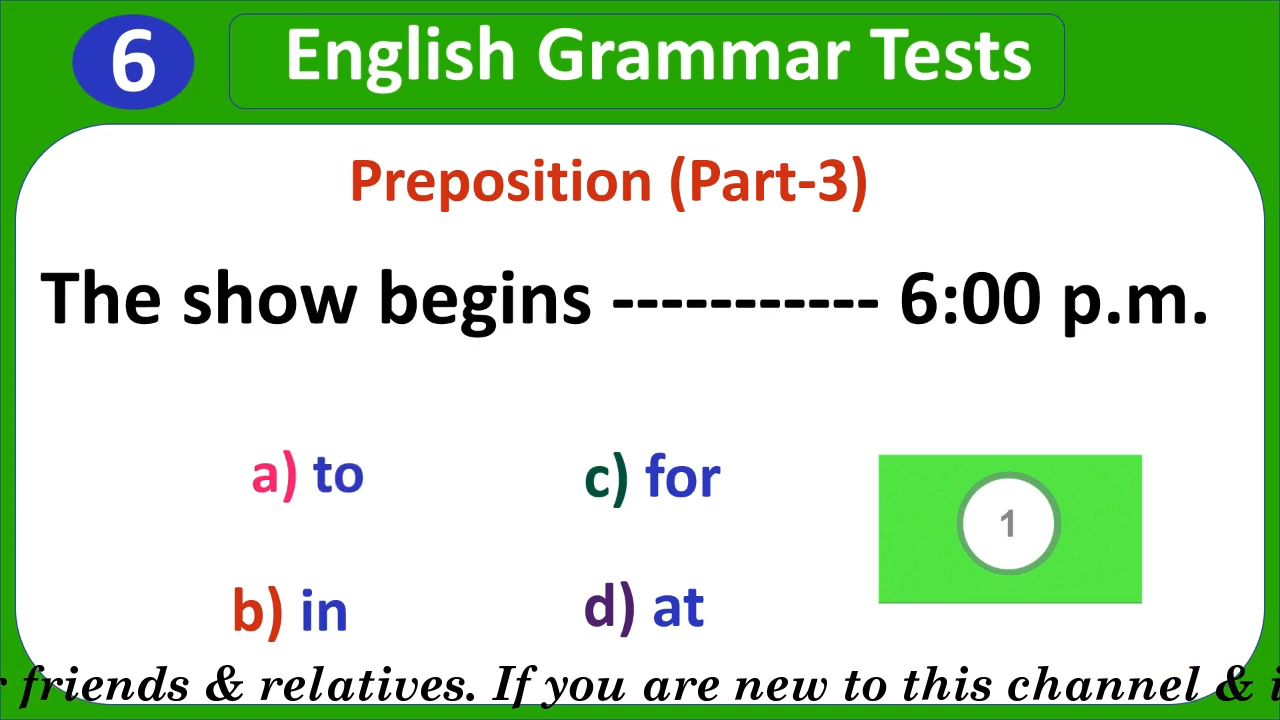 6 English Grammar Tests
Preposition (Part-3)
The show begins ----------- 6:00 p.m.
a) to
c) for
1
b) in
d) at
friends & relatives. If you are new to this channel &